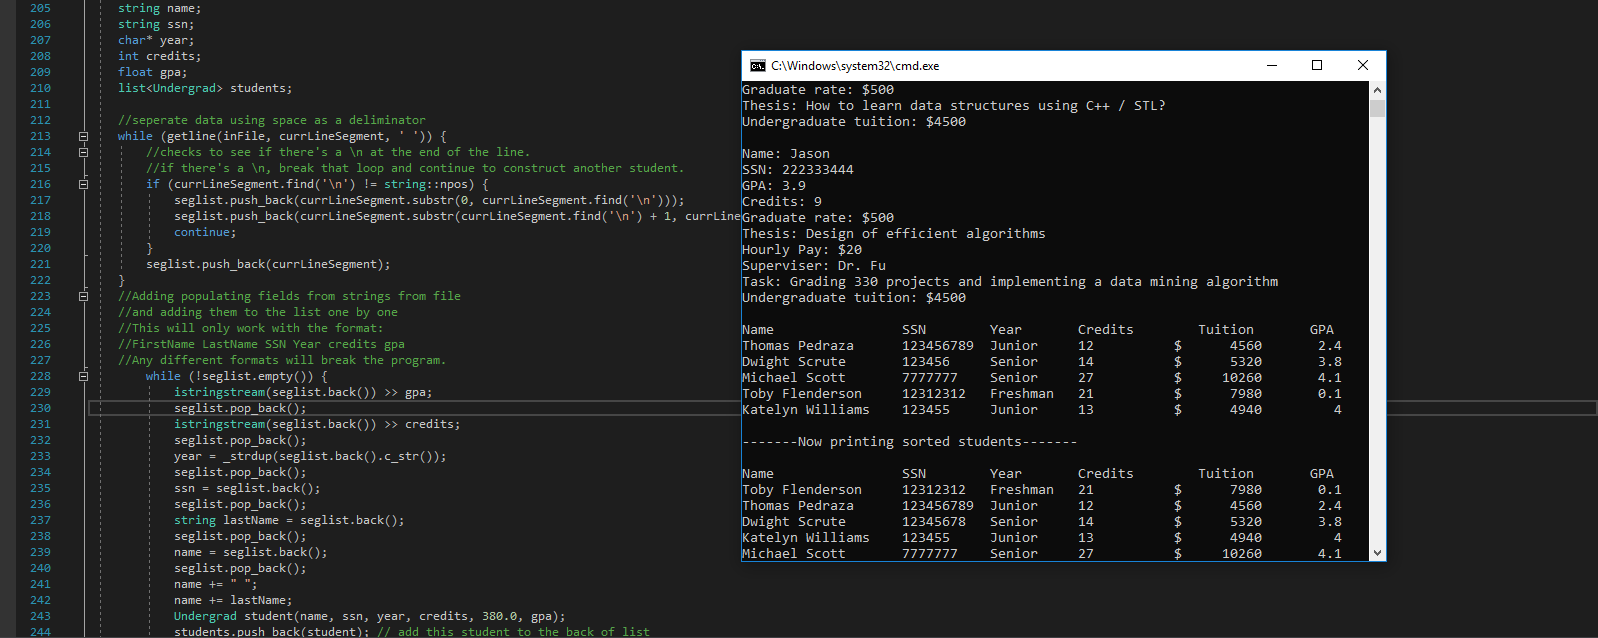 205 string name;
206 string ssn;
207 char* year;
208 int credits;
209 float gpa;
210 list<Undergrad> students;
211
212 //seperate data using space as a deliminator
213 while (getline(inFile, currLineSegment, ' ')) {
214 //checks to see if there's a \n at the end of the line.
215 //if there's a \n, break that loop and continue to construct another student.
216 if (currLineSegment.find('\n') != string::npos) {
217 seglist.push_back(currLineSegment.substr(0, currLineSegment.find('\n')));
218 seglist.push_back(currLineSegment.substr(currLineSegment.find('\n') + 1, currLine
219 continue;
220 }
221 seglist.push_back(currLineSegment);
222 }
223 //Adding populating fields from strings from file
224 //and adding them to the list one by one
225 //This will only work with the format:
226 //FirstName LastName SSN Year credits gpa
227 //Any different formats will break the program.
228 while (!seglist.empty()) {
229 istringstream(seglist.back()) >> gpa;
230 seglist.pop_back();
231 istringstream(seglist.back()) >> credits;
232 seglist.pop_back();
233 year = _strdup(seglist.back().c_str());
234 seglist.pop_back();
235 ssn = seglist.back();
236 seglist.pop_back();
237 string lastName = seglist.back();
238 seglist.pop_back();
239 name = seglist.back();
240 seglist.pop_back();
241 name += " ";
242 name += lastName;
243 Undergrad student(name, ssn, year, credits, 380.0, gpa);
244 students.push_back(student); // add this student to the back of list
C:\Windows\system32\cmd.exe
Graduate rate: $500
Thesis: How to learn data structures using C++ / STL?
Undergraduate tuition: $4500
Name: Jason
SSN: 222333444
GPA: 3.9
Credits: 9
Graduate rate: $500
Thesis: Design of efficient algorithms
Hourly Pay: $20
Superviser: Dr. Fu
Task: Grading 330 projects and implementing a data mining algorithm
Undergraduate tuition: $4500
Name SSN Year Credits Tuition GPA
Thomas Pedraza 123456789 Junior 12 $ 4560 2.4
Dwight Scrute 123456 Senior 14 $ 5320 3.8
Michael Scott 7777777 Senior 27 $ 10260 4.1
Toby Flenderson 12312312 Freshman 21 $ 7980 0.1
Katelyn Williams 123455 Junior 13 $ 4940 4
-------Now printing sorted students-------
Name SSN Year Credits Tuition GPA
Toby Flenderson 12312312 Freshman 21 $ 7980 0.1
Thomas Pedraza 123456789 Junior 12 $ 4560 2.4
Dwight Scrute 12345678 Senior 14 $ 5320 3.8
Katelyn Williams 123455 Junior 13 $ 4940 4
Michael Scott 7777777 Senior 27 $ 10260 4.1